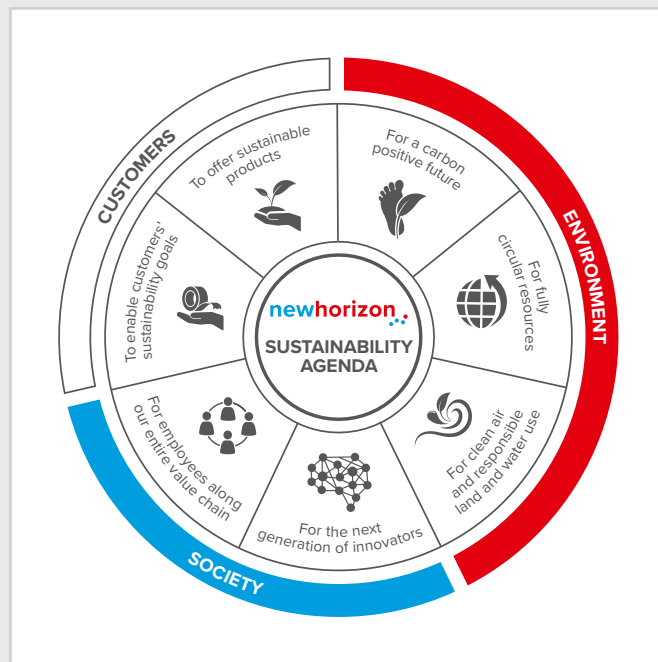 newhorizon
SUSTAINABILITY
AGENDA
ENVIRONMENT
For a carbon
positive future
For fully
circular resources
For clean air
and responsible
land and water use
SOCIETY
For the next
generation of innovators
For employees along
our entire value chain
CUSTOMERS
To enable customers'
sustainability goals
To offer sustainable
products